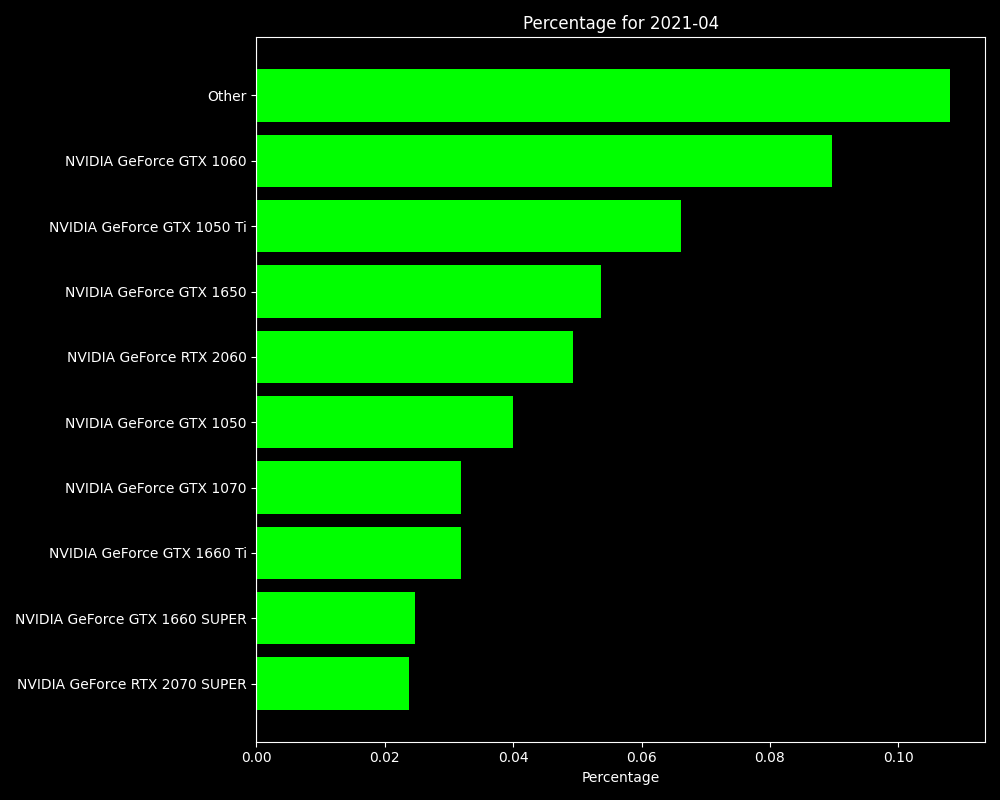 Percentage for 2021-04
Other
NVIDIA GeForce GTX 1060
NVIDIA GeForce GTX 1050 Ti
NVIDIA GeForce GTX 1650
NVIDIA GeForce RTX 2060
NVIDIA GeForce GTX 1050
NVIDIA GeForce GTX 1070
NVIDIA GeForce GTX 1660 Ti
NVIDIA GeForce GTX 1660 SUPER
NVIDIA GeForce RTX 2070 SUPER
0.00 0.02 0.04 0.06 0.08 0.10
Percentage